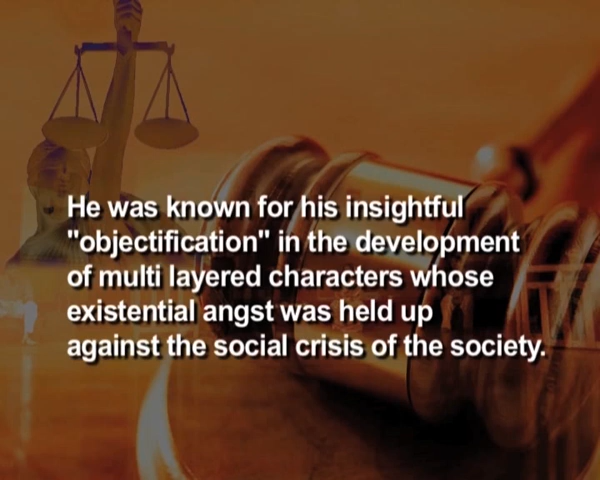 He was known for his insightful
"objectification" in the development
of multi layered characters whose
existential angst was held up
against the social crisis of the society.